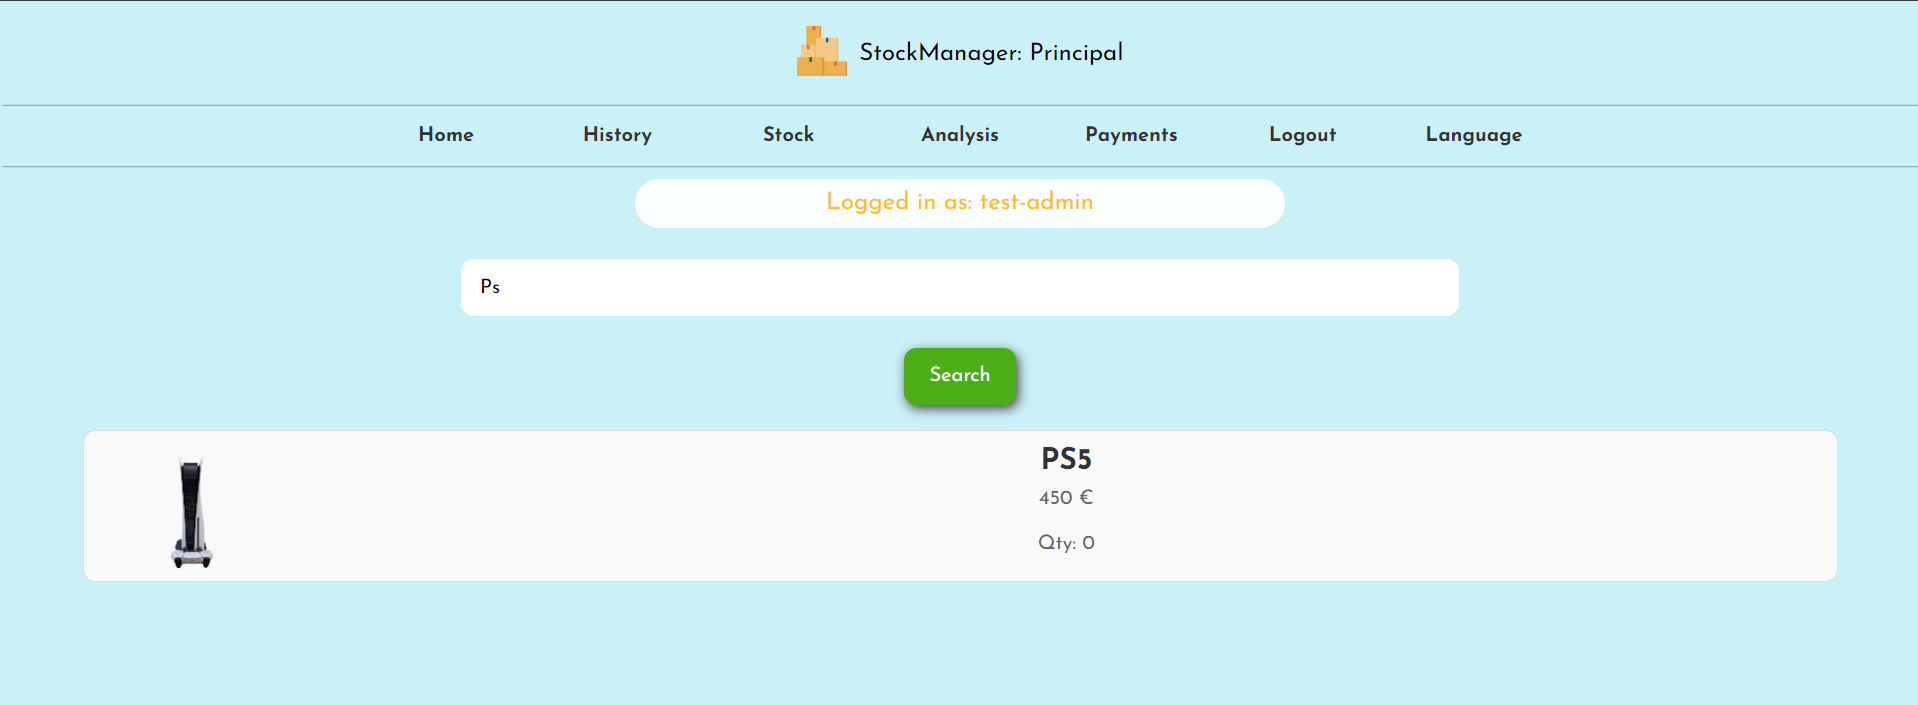 StockManager: Principal
Home History Stock Analysis Payments Logout Language
Logged in as: test-admin
Ps
Search
PS5
450 €
Qty: 0